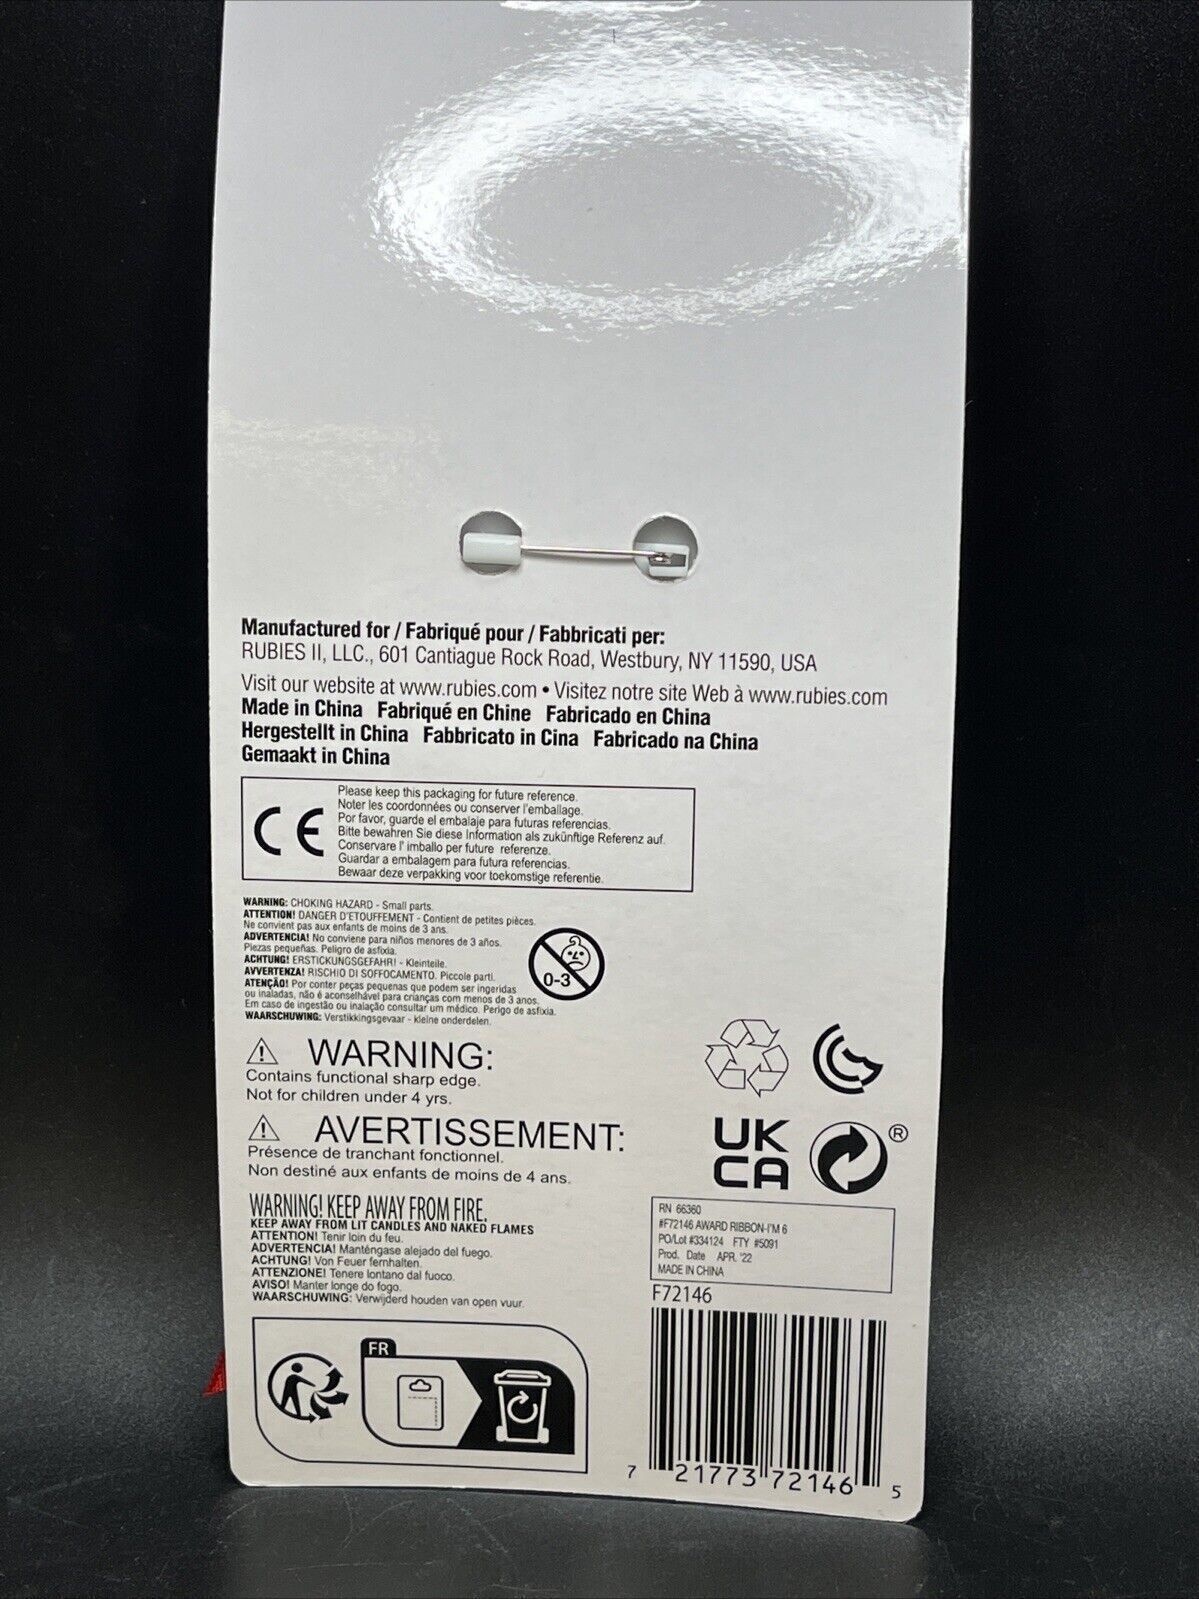 Manufactured for / Fabriqué pour / Fabbricati per:
RUBIES II, LLC., 601 Cantiague Rock Road, Westbury, NY 11590, USA
Visit our website at www.rubies.com • Visitez notre site Web à www.rubies.com
Made in China Fabriqué en Chine Fabricado en China
Hergestellt in China Fabbricato in Cina Fabricado na China
Gemaakt in China
CE
Please keep this packaging for future reference.
Noter les coordonnées ou conserver l'emballage.
Por favor, guarde el embalaje para futuras referencias.
Bitte bewahren Sie diese Information als zukünftige Referenz auf.
Conservare l' imballo per future referenze.
Guardar a embalagem para futura referencias.
Bewaar deze verpakking voor toekomstige referentie.
WARNING: CHOKING HAZARD - Small parts.
ATTENTION! DANGER D'ETOUFFEMENT - Contient de petites pièces.
Ne convient pas aux enfants de moins de 3 ans.
ADVERTENCIA! No conviene para niños menores de 3 años.
Piezas pequeñas. Peligro de asfixia.
ACHTUNG! ERSTICKUNGSGEFAHR! - Kleinteile.
AVVERTENZA! RISCHIO DI SOFFOCAMENTO. Piccole parti.
ATENÇÃO! Por conter peças pequenas que podem ser ingeridas
ou inaladas, não é aconselhável para crianças com menos de 3 anos.
Em caso de ingestão ou inalação consultar um médico. Perigo de asfixia.
WAARSCHUWING: Verstikkingsgevaar - kleine onderdelen.
0-3
WARNING:
Contains functional sharp edge.
Not for children under 4 yrs.
AVERTISSEMENT:
Présence de tranchant fonctionnel.
Non destiné aux enfants de moins de 4 ans.
UK
CA
®
WARNING! KEEP AWAY FROM FIRE.
KEEP AWAY FROM LIT CANDLES AND NAKED FLAMES
ATTENTION! Tenir loin du feu.
ADVERTENCIA! Manténgase alejado del fuego.
ACHTUNG! Von Feuer fernhalten.
ATTENZIONE! Tenere lontano dal fuoco.
AVISO! Manter longe do fogo.
WAARSCHUWING: Verwijderd houden van open vuur.
RN 66360
#F72146 AWARD RIBBON-I'M 6
PO/Lot #334124 FTY #5091
Prod. Date APR. '22
MADE IN CHINA
F72146
FR
7 21773 72146 5